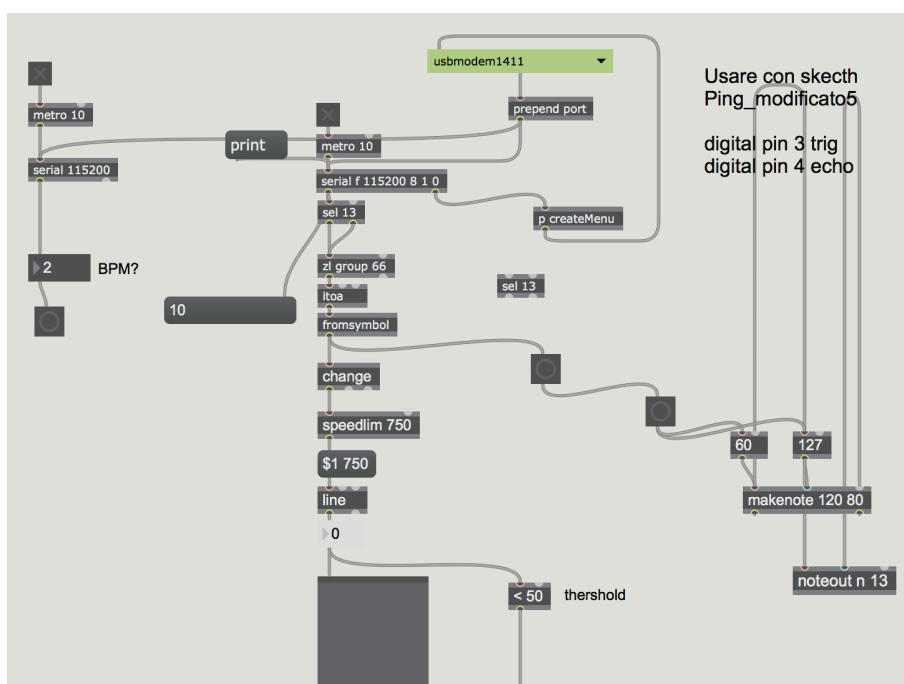 usbmodem1411
Usare con skecth
Ping_modificato5
digital pin 3 trig
digital pin 4 echo
metro 10
prepend port
print
metro 10
serial 115200
serial f 115200 8 1 0
sel 13
p createMenu
2
BPM?
zl group 66
sel 13
itoa
10
fromsymbol
change
speedlim 750
60
127
$1 750
line
makenote 120 80
0
noteout n 13
< 50
thershold